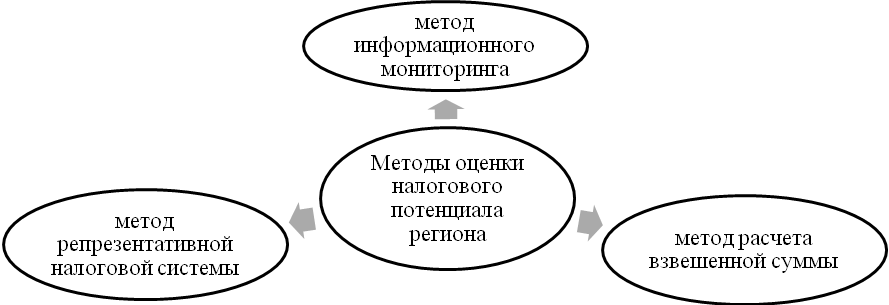 метод
информационного
мониторинга
Методы оценки
налогового
потенциала
региона
метод
репрезентативной
налоговой системы
метод расчета
взвешенной суммы